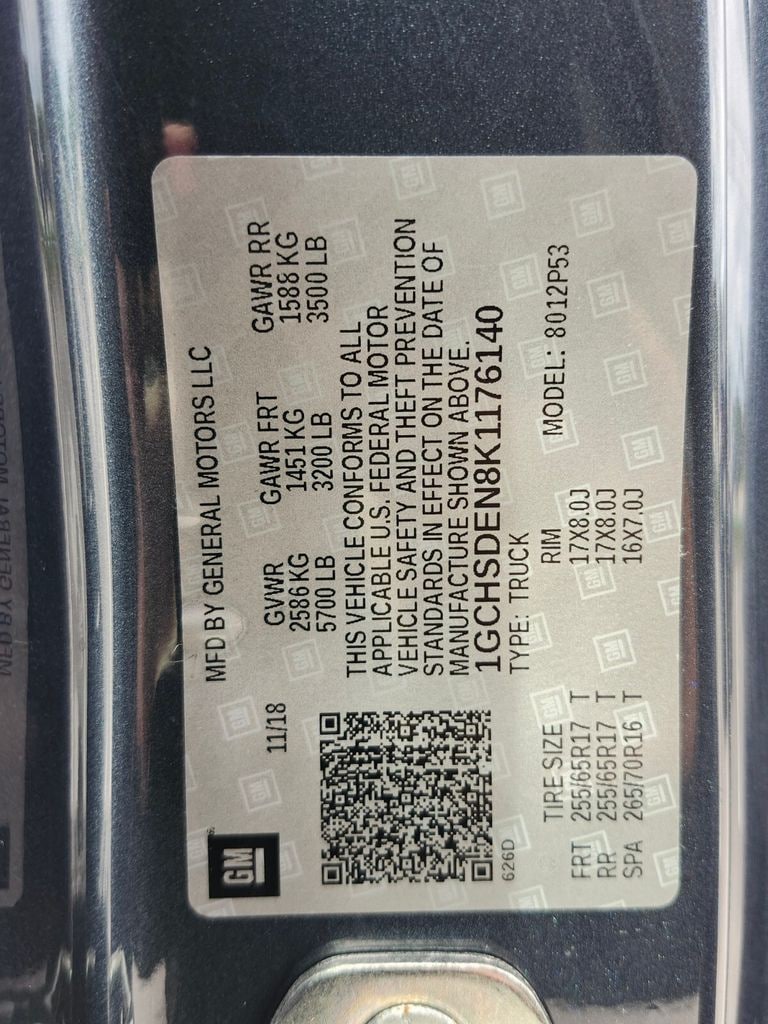 MFD BY GENERAL MOTORS LLC
GM
11/18
GVWR GAWR FRT GAWR RR
2586 KG 1451 KG 1588 KG
5700 LB 3200 LB 3500 LB
THIS VEHICLE CONFORMS TO ALL
APPLICABLE U.S. FEDERAL MOTOR
VEHICLE SAFETY AND THEFT PREVENTION
STANDARDS IN EFFECT ON THE DATE OF
MANUFACTURE SHOWN ABOVE.
1GCHSDEN8K1176140
626D
TYPE: TRUCK
TIRE SIZE RIM MODEL: 8012P53
FRT 255/65R17 T 17X8.0J
RR 255/65R17 T 17X8.0J
SPA 265/70R16 T 16X7.0J